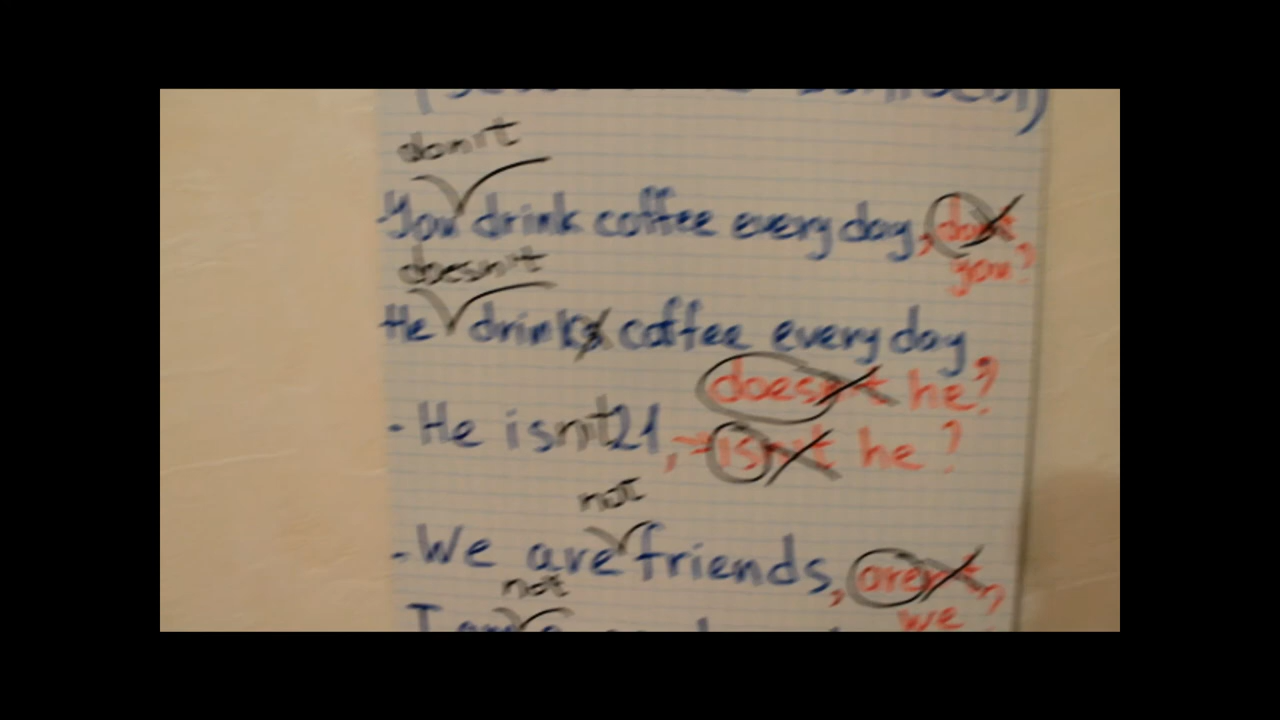 don't
You drink coffee every day, don't
you?
doesn't
He drinks coffee every day,
doesn't he?
- He isn't 21, → isn't he?
not
- We are friends, aren't,
not
we